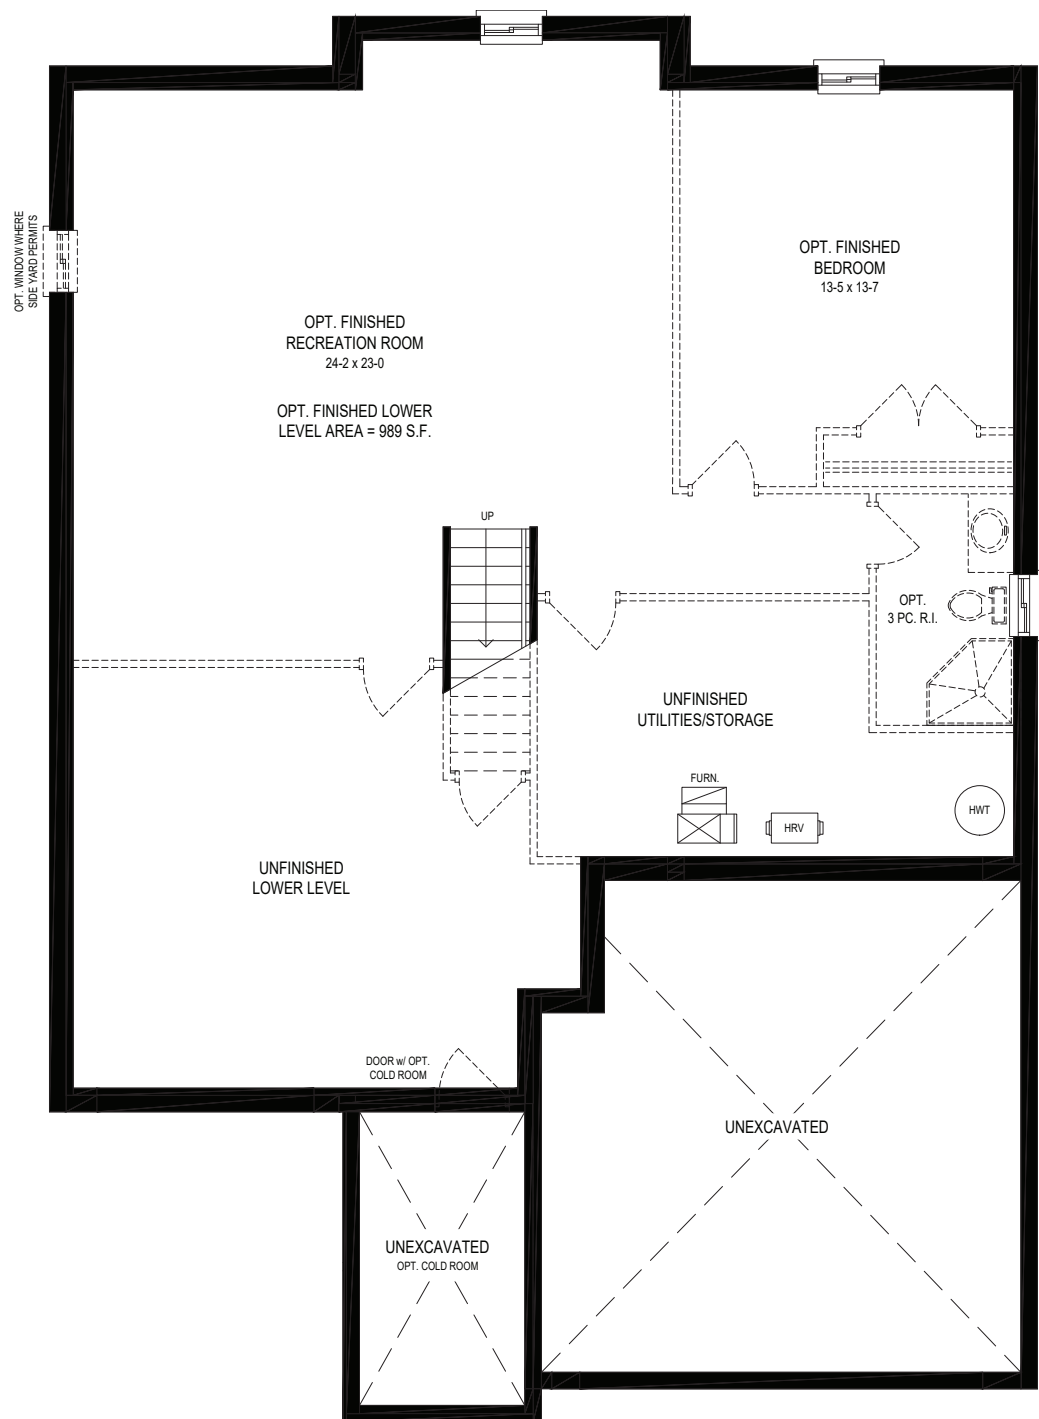 OPT. WINDOW WHERE
SIDE YARD PERMITS
OPT. FINISHED
BEDROOM
13-5 x 13-7
OPT. FINISHED
RECREATION ROOM
24-2 x 23-0
OPT. FINISHED LOWER
LEVEL AREA = 989 S.F.
UP
OPT.
3 PC. R.I.
UNFINISHED
UTILITIES/STORAGE
FURN.
HRV
HWT
UNFINISHED
LOWER LEVEL
DOOR w/ OPT.
COLD ROOM
UNEXCAVATED
UNEXCAVATED
OPT. COLD ROOM